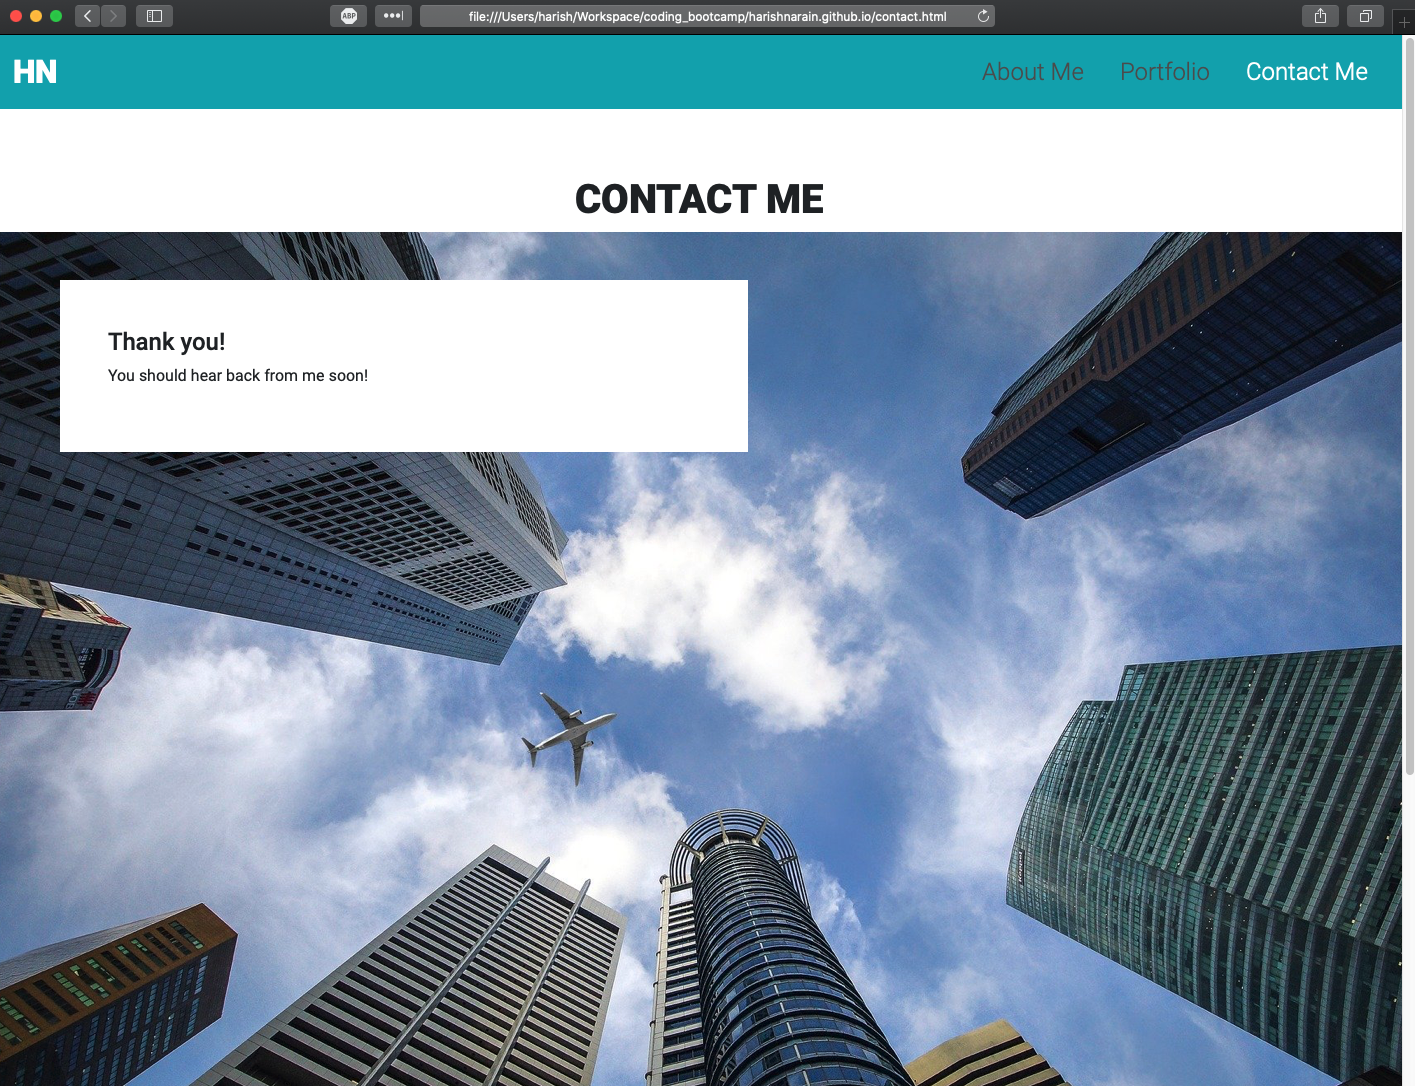 ABP
file:///Users/harish/Workspace/coding_bootcamp/harishnarain.github.io/contact.html
HN
About Me
Portfolio
Contact Me
CONTACT ME
Thank you!
You should hear back from me soon!